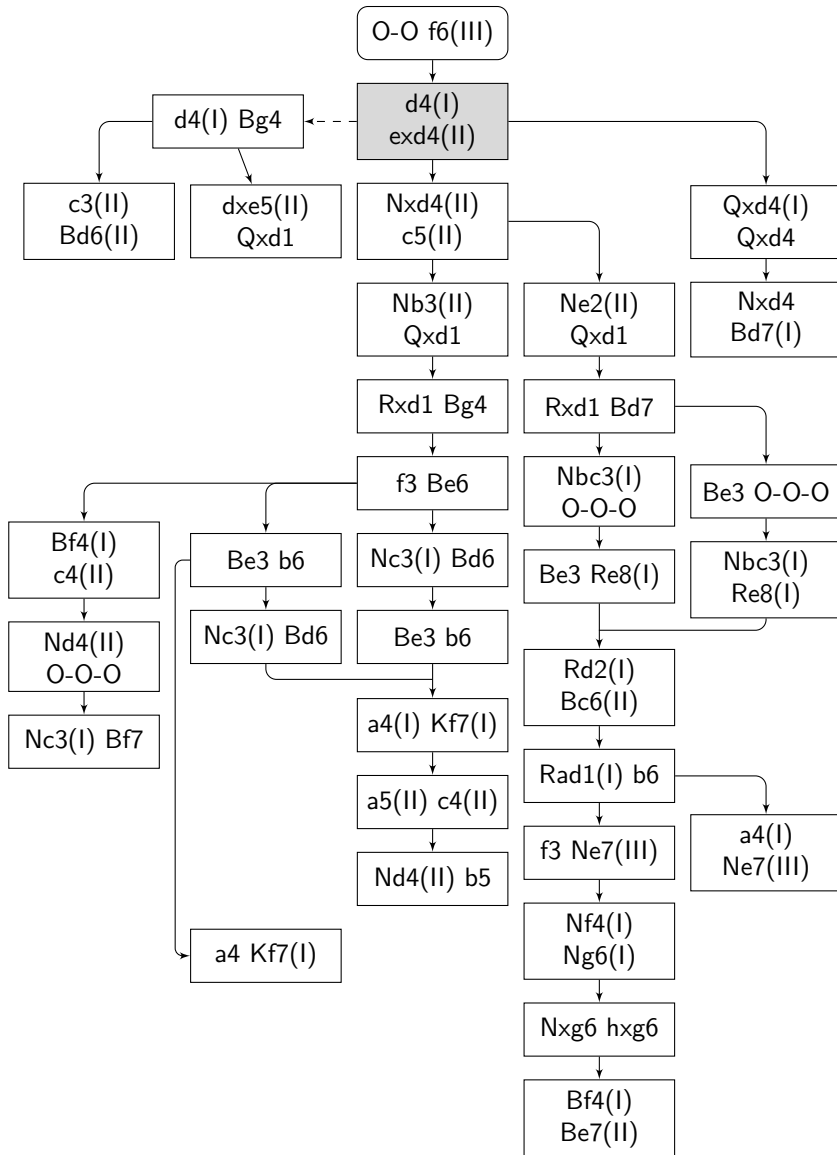 O-O f6(III)
d4(I)
exd4(II)
d4(I) Bg4
c3(II)
Bd6(II)
dxe5(II)
Qxd1
Nxd4(II)
c5(II)
Qxd4(I)
Qxd4
Nb3(II)
Qxd1
Ne2(II)
Qxd1
Nxd4
Bd7(I)
Rxd1 Bg4
Rxd1 Bd7
f3 Be6
Nbc3(I)
O-O-O
Be3 O-O-O
Bf4(I)
c4(II)
Be3 b6
Nc3(I) Bd6
Be3 Re8(I)
Nbc3(I)
Re8(I)
Nd4(II)
O-O-O
Nc3(I) Bd6
Be3 b6
Rd2(I)
Bc6(II)
Nc3(I) Bf7
a4(I) Kf7(I)
Rad1(I) b6
a5(II) c4(II)
f3 Ne7(III)
a4(I)
Ne7(III)
Nd4(II) b5
a4 Kf7(I)
Nf4(I)
Ng6(I)
Nxg6 hxg6
Bf4(I)
Be7(II)